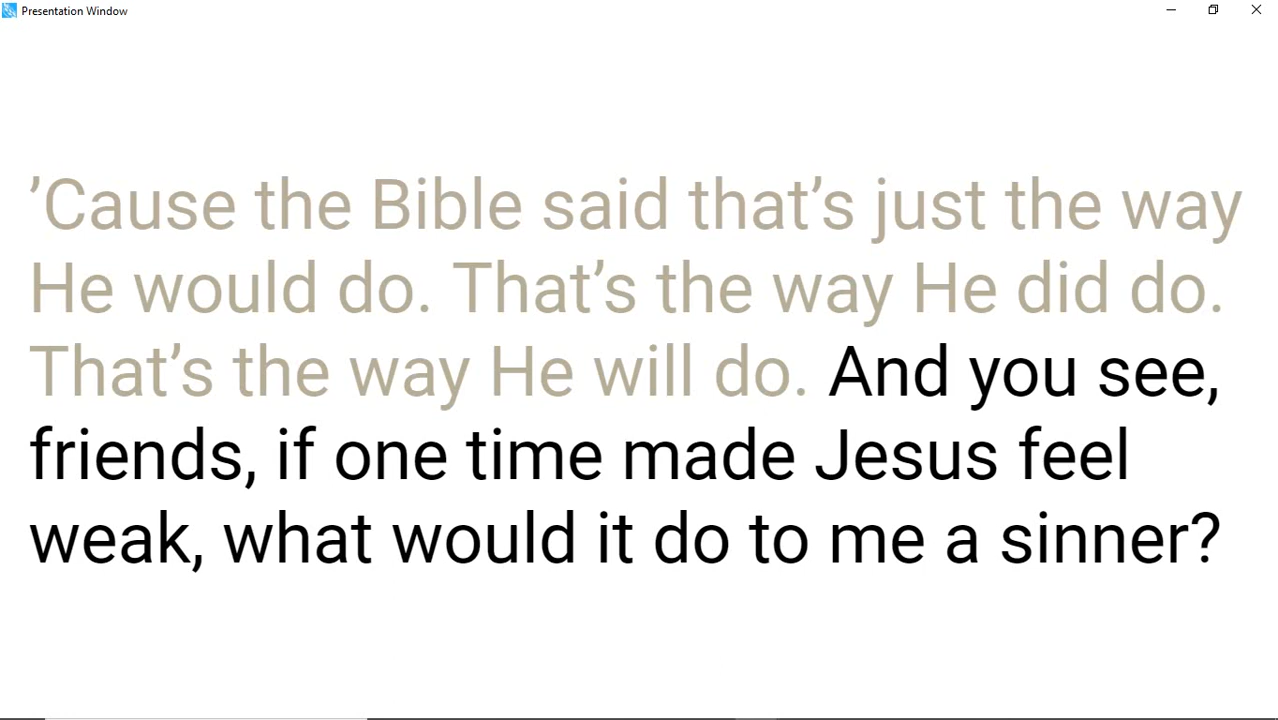 Presentation Window
’Cause the Bible said that’s just the way
He would do. That’s the way He did do.
That’s the way He will do. And you see,
friends, if one time made Jesus feel
weak, what would it do to me a sinner?